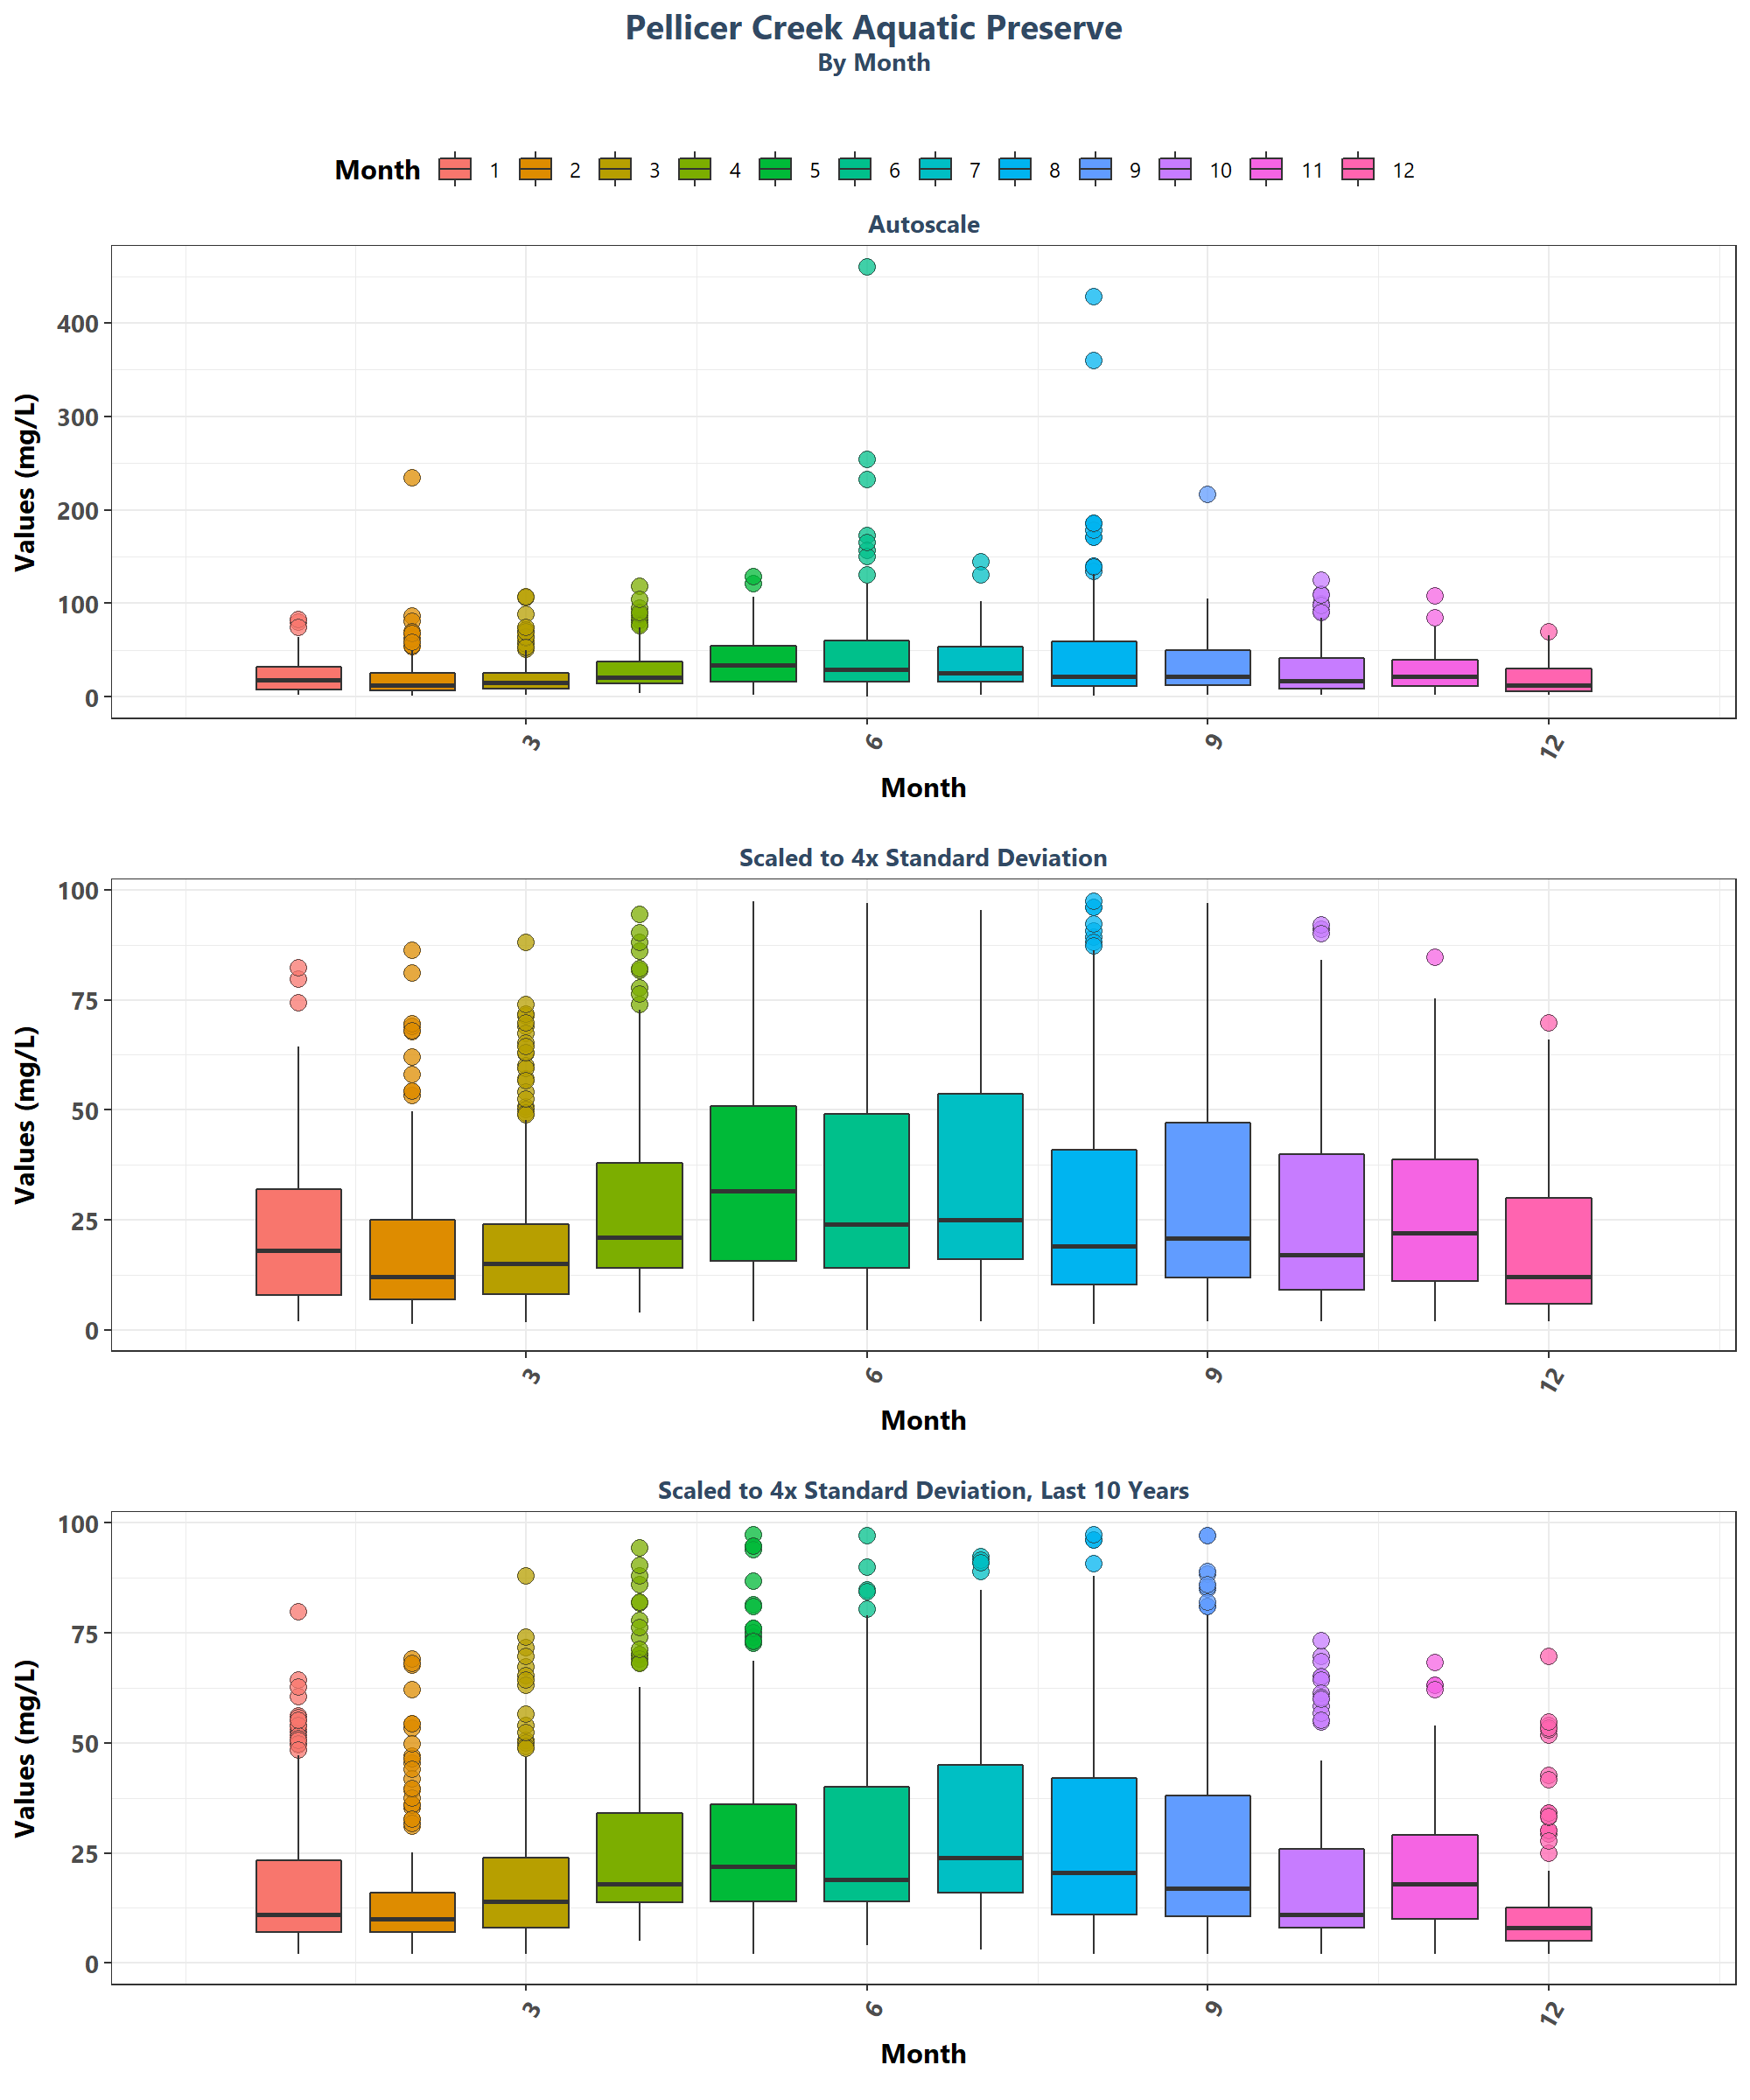 Pellicer Creek Aquatic Preserve
By Month
Month 1 2 3 4 5 6 7 8 9 10 11 12
Autoscale
Values (mg/L)
400
300
200
100
0
3 6 9 12
Month
Scaled to 4x Standard Deviation
Values (mg/L)
100
75
50
25
0
3 6 9 12
Month
Scaled to 4x Standard Deviation, Last 10 Years
Values (mg/L)
100
75
50
25
0
3 6 9 12
Month